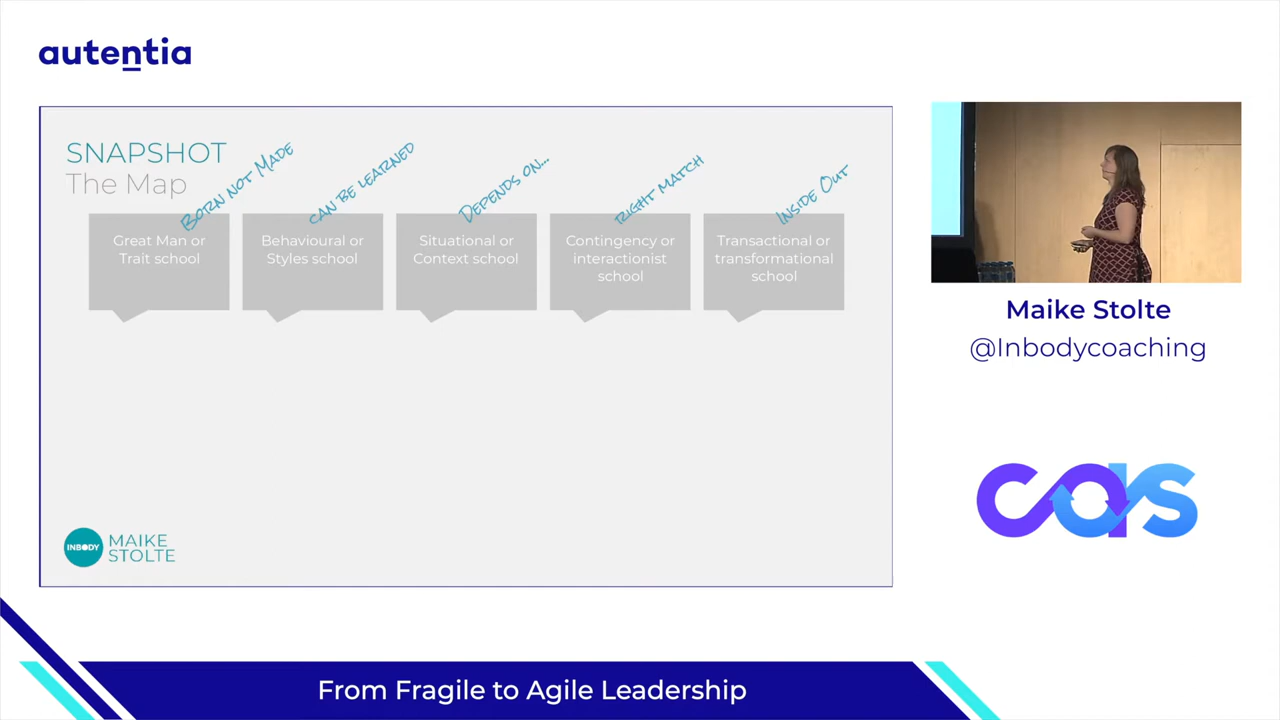 autentia
SNAPSHOT
The Map
BORN NOT MADE
CAN BE LEARNED
DEPENDS ON...
RIGHT MATCH
INSIDE OUT
Great Man or
Trait school
Behavioural or
Styles school
Situational or
Context school
Contingency or
interactionist
school
Transactional or
transformational
school
INBODY
MAIKE
STOLTE
Maike Stolte
@Inbodycoaching
cas
From Fragile to Agile Leadership